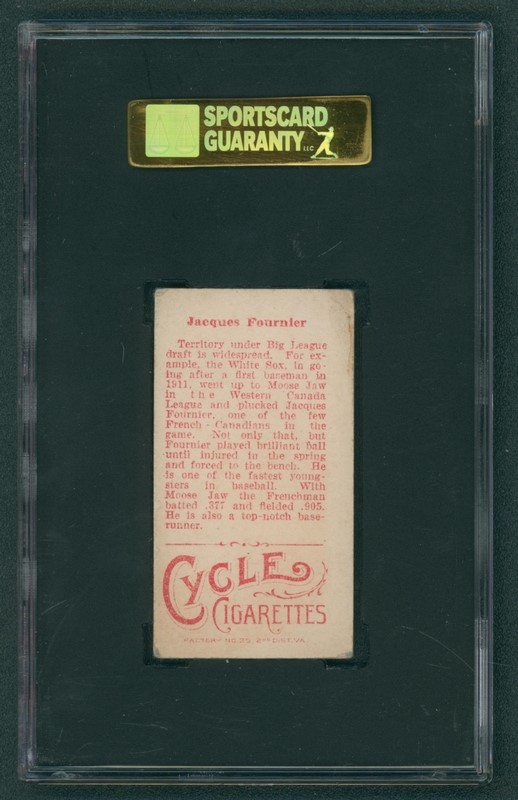 SPORTSCARD
GUARANTY LLC
Jacques Fournier
Territory under Big League
draft is widespread. For ex-
ample, the White Sox, in go-
ing after a first baseman in
1911, went up to Moose Jaw
in the Western Canada
League and plucked Jacques
Fournier, one of the few
French-Canadians in the
game. Not only that, but
Fournier played brilliant ball
until injured in the spring
and forced to the bench. He
is one of the fastest young-
sters in baseball. With
Moose Jaw the Frenchman
batted .377 and fielded .905.
He is also a top-notch base-
runner.
CYCLE
CIGARETTES
FACTORY NO. 25, 2ND DIST. VA.